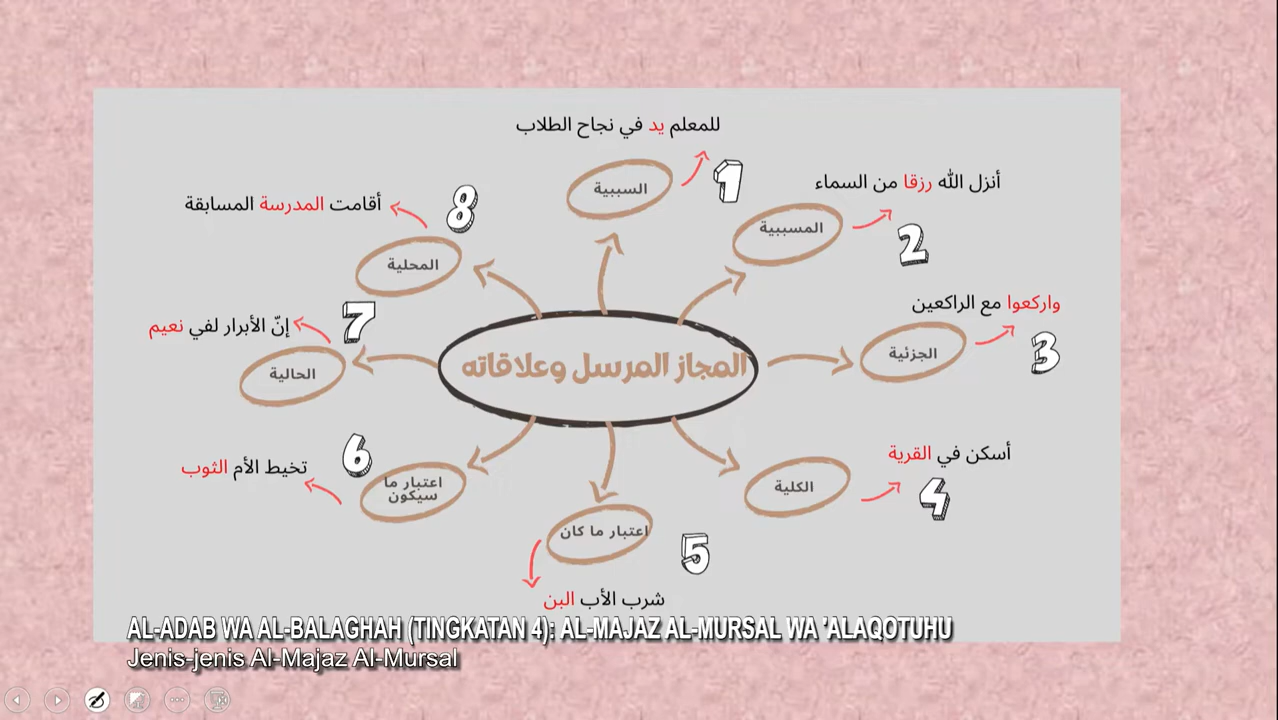 للمعلم يد في نجاح الطلاب
1
السببية
أنزل الله رزقا من السماء
2
المسببية
واركعوا مع الراكعين
3
الجزئية
أسكن في القرية
4
الكلية
5
اعتبار ما كان
شرب الأب البن
6
اعتبار ما
سيكون
تخيط الأم الثوب
7
إنّ الأبرار لفي نعيم
الحالية
8
أقامت المدرسة المسابقة
المحلية
المجاز المرسل وعلاقاته
AL-ADAB WA AL-BALAGHAH (TINGKATAN 4): AL-MAJAZ AL-MURSAL WA 'ALAQOTUHU
Jenis-jenis Al-Majaz Al-Mursal